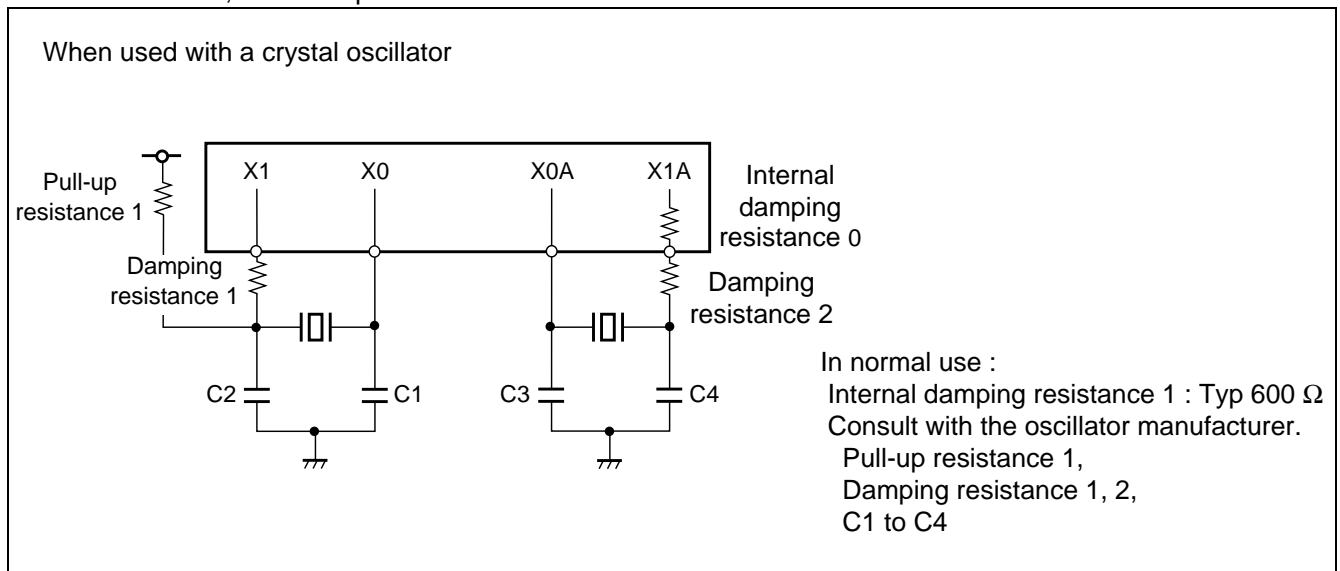 When used with a crystal oscillator
X1
X0
X0A
X1A
Pull-up
resistance 1
Internal
damping
resistance 0
Damping
resistance 1
Damping
resistance 2
C2
C1
C3
C4
In normal use :
Internal damping resistance 1 : Typ 600 Ω
Consult with the oscillator manufacturer.
Pull-up resistance 1,
Damping resistance 1, 2,
C1 to C4